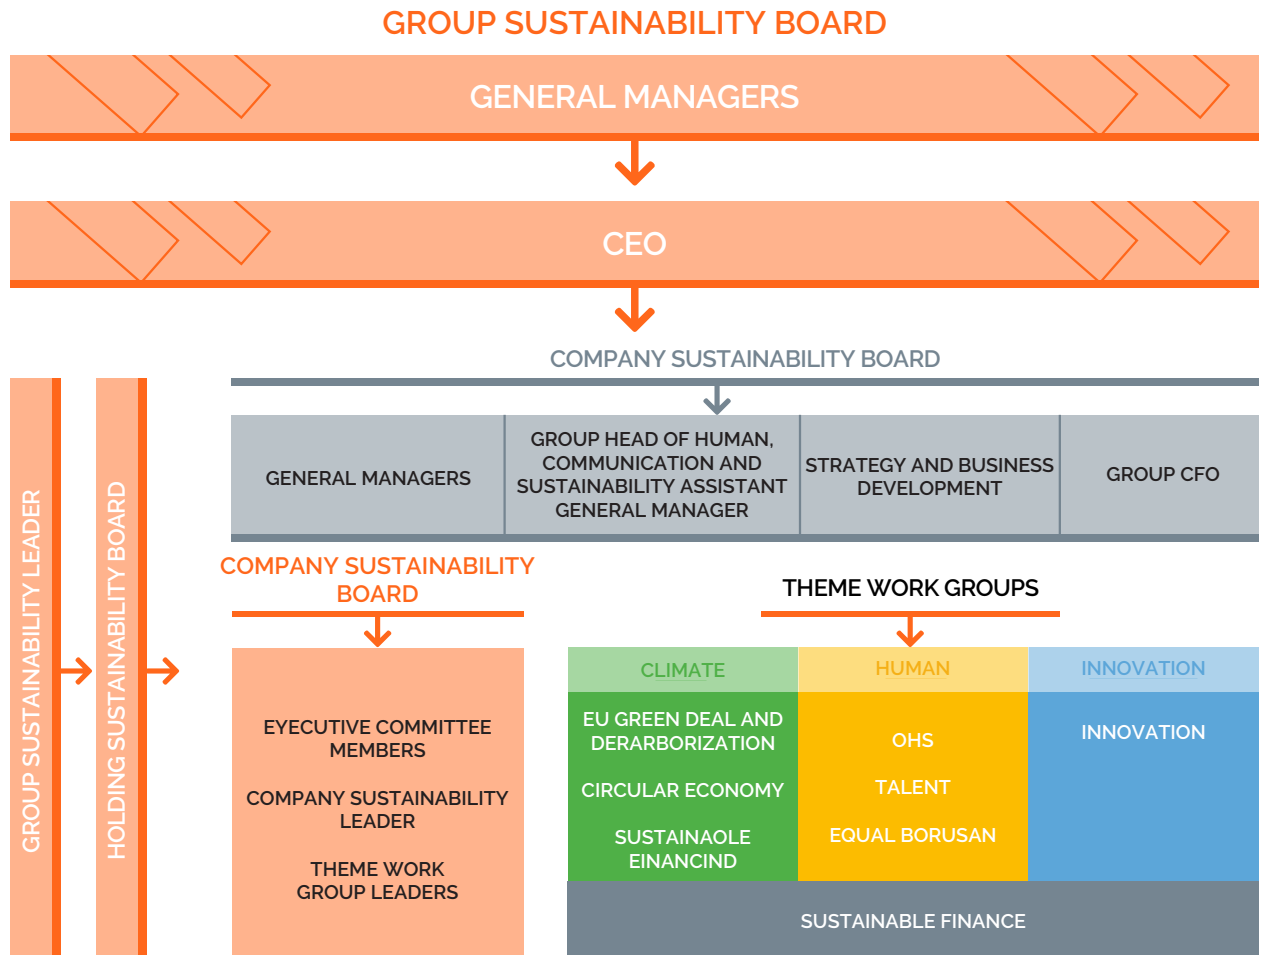 GROUP SUSTAINABILITY BOARD
GENERAL MANAGERS
CEO
COMPANY SUSTAINABILITY BOARD
GENERAL MANAGERS
GROUP HEAD OF HUMAN,
COMMUNICATION AND
SUSTAINABILITY ASSISTANT
GENERAL MANAGER
STRATEGY AND BUSINESS
DEVELOPMENT
GROUP CFO
GROUP SUSTAINABILITY LEADER
HOLDING SUSTAINABILITY BOARD
COMPANY SUSTAINABILITY
BOARD
EYECUTIVE COMMITTEE
MEMBERS
COMPANY SUSTAINABILITY
LEADER
THEME WORK
GROUP LEADERS
THEME WORK GROUPS
CLIMATE
EU GREEN DEAL AND
DERARBORIZATION
CIRCULAR ECONOMY
SUSTAINAOLE
EINANCIND
HUMAN
OHS
TALENT
EQUAL BORUSAN
INNOVATION
INNOVATION
SUSTAINABLE FINANCE